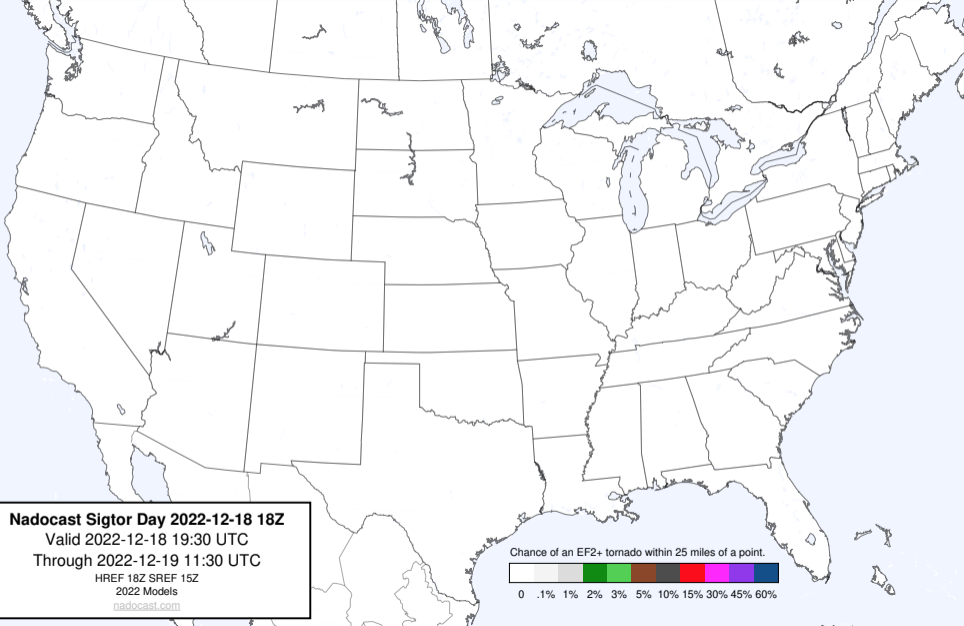 Nadocast Sigtor Day 2022-12-18 18Z
Valid 2022-12-18 19:30 UTC
Through 2022-12-19 11:30 UTC
HREF 18Z SREF 15Z
2022 Models
nadocast.com
Chance of an EF2+ tornado within 25 miles of a point.
0 .1% 1% 2% 3% 5% 10% 15% 30% 45% 60%